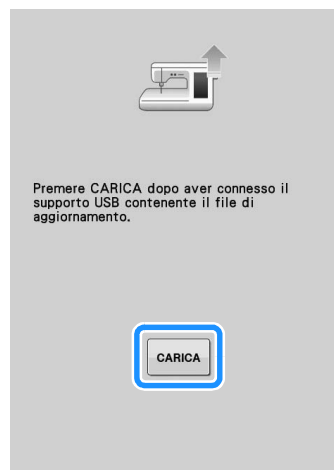 Premere CARICA dopo aver connesso il
supporto USB contenente il file di
aggiornamento.
CARICA